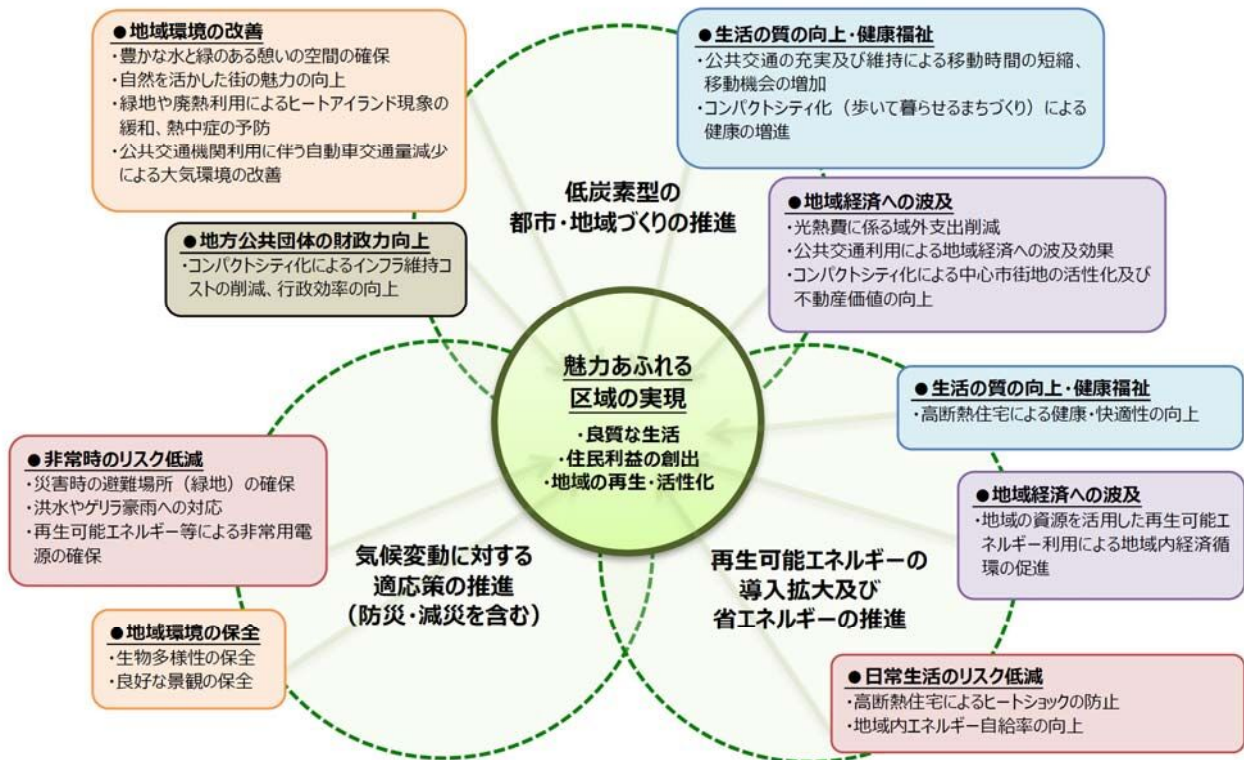 ●地域環境の改善
・豊かな水と緑のある憩いの空間の確保
・自然を活かした街の魅力の向上
・緑地や廃熱利用によるヒートアイランド現象の
緩和、熱中症の予防
・公共交通機関利用に伴う自動車交通量減少
による大気環境の改善
●生活の質の向上・健康福祉
・公共交通の充実及び維持による移動時間の短縮、
移動機会の増加
・コンパクトシティ化（歩いて暮らせるまちづくり）による
健康の増進
低炭素型の
都市・地域づくりの推進
●地方公共団体の財政力向上
・コンパクトシティ化によるインフラ維持コ
ストの削減、行政効率の向上
●地域経済への波及
・光熱費に係る域外支出削減
・公共交通利用による地域経済への波及効果
・コンパクトシティ化による中心市街地の活性化及び
不動産価値の向上
魅力あふれる
区域の実現
・良質な生活
・住民利益の創出
・地域の再生・活性化
●生活の質の向上・健康福祉
・高断熱住宅による健康・快適性の向上
●非常時のリスク低減
・災害時の避難場所（緑地）の確保
・洪水やゲリラ豪雨への対応
・再生可能エネルギー等による非常用電
源の確保
●地域経済への波及
・地域の資源を活用した再生可能エ
ネルギー利用による地域内経済循
環の促進
気候変動に対する
適応策の推進
（防災・減災を含む）
再生可能エネルギーの
導入拡大及び
省エネルギーの推進
●地域環境の保全
・生物多様性の保全
・良好な景観の保全
●日常生活のリスク低減
・高断熱住宅によるヒートショックの防止
・地域内エネルギー自給率の向上